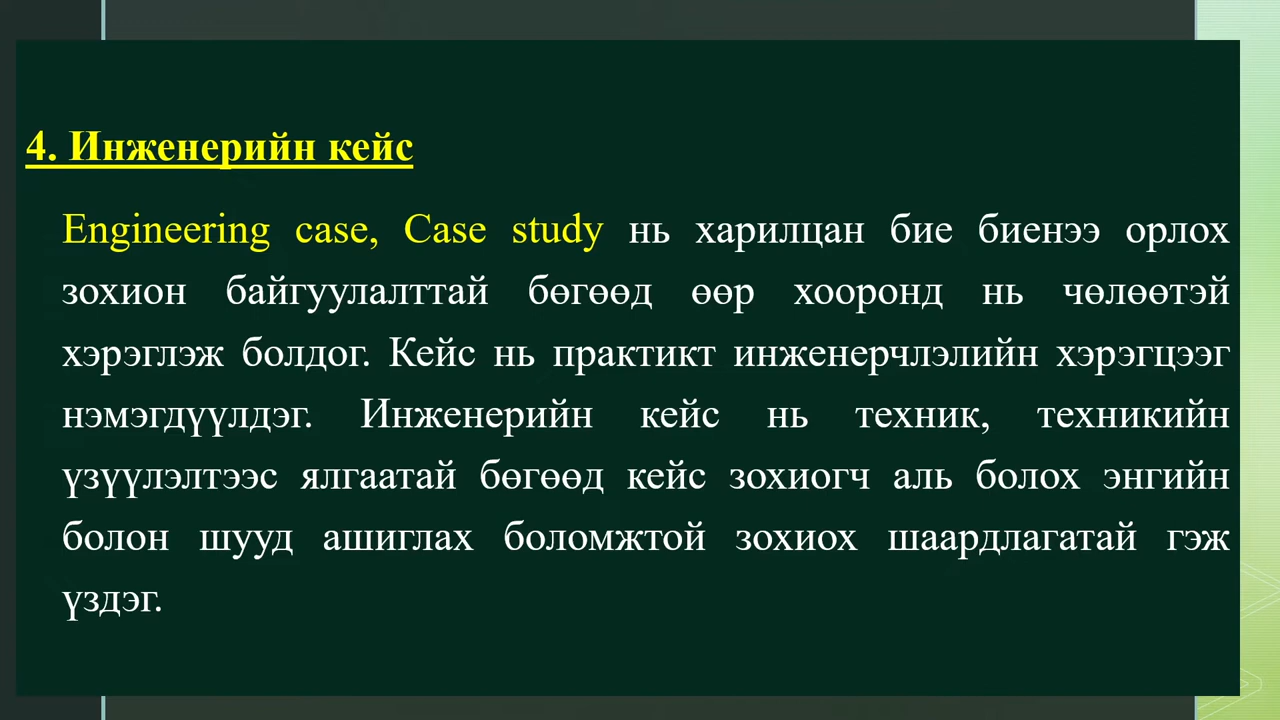 4. Инженерийн кейс
Engineering case, Case study нь харилцан бие биенээ орлох
зохион байгуулалттай бөгөөд өөр хооронд нь чөлөөтэй
хэрэглэж болдог. Кейс нь практикт инженерчлэлийн хэрэгцээг
нэмэгдүүлдэг. Инженерийн кейс нь техник, техникийн
үзүүлэлтээс ялгаатай бөгөөд кейс зохиогч аль болох энгийн
болон шууд ашиглах боломжтой зохиох шаардлагатай гэж
үздэг.